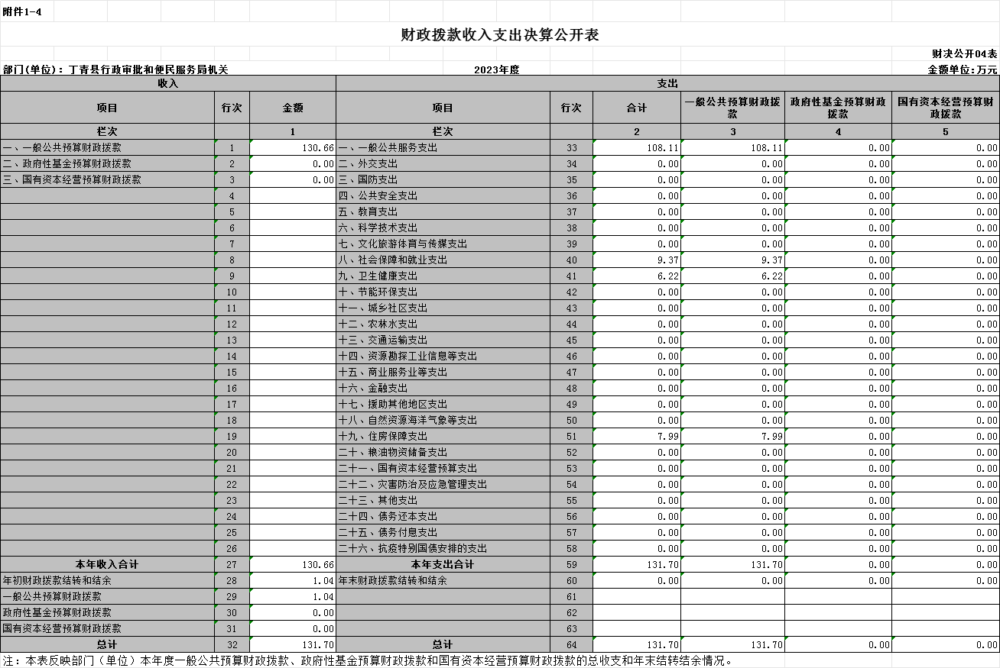 附件1-4
财政拨款收入支出决算公开表
财决公开04表
部门(单位)：丁青县行政审批和便民服务局机关 2023年度 金额单位:万元
收入 支出
项目 行次 金额 项目 行次 合计 一般公共预算财政拨款 政府性基金预算财政拨款 国有资本经营预算财政拨款
栏次 1 栏次 2 3 4 5
一、一般公共预算财政拨款 1 130.66 一、一般公共服务支出 33 108.11 108.11 0.00 0.00
二、政府性基金预算财政拨款 2 0.00 二、外交支出 34 0.00 0.00 0.00 0.00
三、国有资本经营预算财政拨款 3 0.00 三、国防支出 35 0.00 0.00 0.00 0.00
4 四、公共安全支出 36 0.00 0.00 0.00 0.00
5 五、教育支出 37 0.00 0.00 0.00 0.00
6 六、科学技术支出 38 0.00 0.00 0.00 0.00
7 七、文化旅游体育与传媒支出 39 0.00 0.00 0.00 0.00
8 八、社会保障和就业支出 40 9.37 9.37 0.00 0.00
9 九、卫生健康支出 41 6.22 6.22 0.00 0.00
10 十、节能环保支出 42 0.00 0.00 0.00 0.00
11 十一、城乡社区支出 43 0.00 0.00 0.00 0.00
12 十二、农林水支出 44 0.00 0.00 0.00 0.00
13 十三、交通运输支出 45 0.00 0.00 0.00 0.00
14 十四、资源勘探工业信息等支出 46 0.00 0.00 0.00 0.00
15 十五、商业服务业等支出 47 0.00 0.00 0.00 0.00
16 十六、金融支出 48 0.00 0.00 0.00 0.00
17 十七、援助其他地区支出 49 0.00 0.00 0.00 0.00
18 十八、自然资源海洋气象等支出 50 0.00 0.00 0.00 0.00
19 十九、住房保障支出 51 7.99 7.99 0.00 0.00
20 二十、粮油物资储备支出 52 0.00 0.00 0.00 0.00
21 二十一、国有资本经营预算支出 53 0.00 0.00 0.00 0.00
22 二十二、灾害防治及应急管理支出 54 0.00 0.00 0.00 0.00
23 二十三、其他支出 55 0.00 0.00 0.00 0.00
24 二十四、债务还本支出 56 0.00 0.00 0.00 0.00
25 二十五、债务付息支出 57 0.00 0.00 0.00 0.00
26 二十六、抗疫特别国债安排的支出 58 0.00 0.00 0.00 0.00
本年收入合计 27 130.66 本年支出合计 59 131.70 131.70 0.00 0.00
年初财政拨款结转和结余 28 1.04 年末财政拨款结转和结余 60 0.00 0.00 0.00 0.00
一般公共预算财政拨款 29 1.04 61
政府性基金预算财政拨款 30 0.00 62
国有资本经营预算财政拨款 31 0.00 63
总计 32 131.70 总计 64 131.70 131.70 0.00 0.00
注：本表反映部门（单位）本年度一般公共预算财政拨款、政府性基金预算财政拨款和国有资本经营预算财政拨款的总收支和年末结转结余情况。